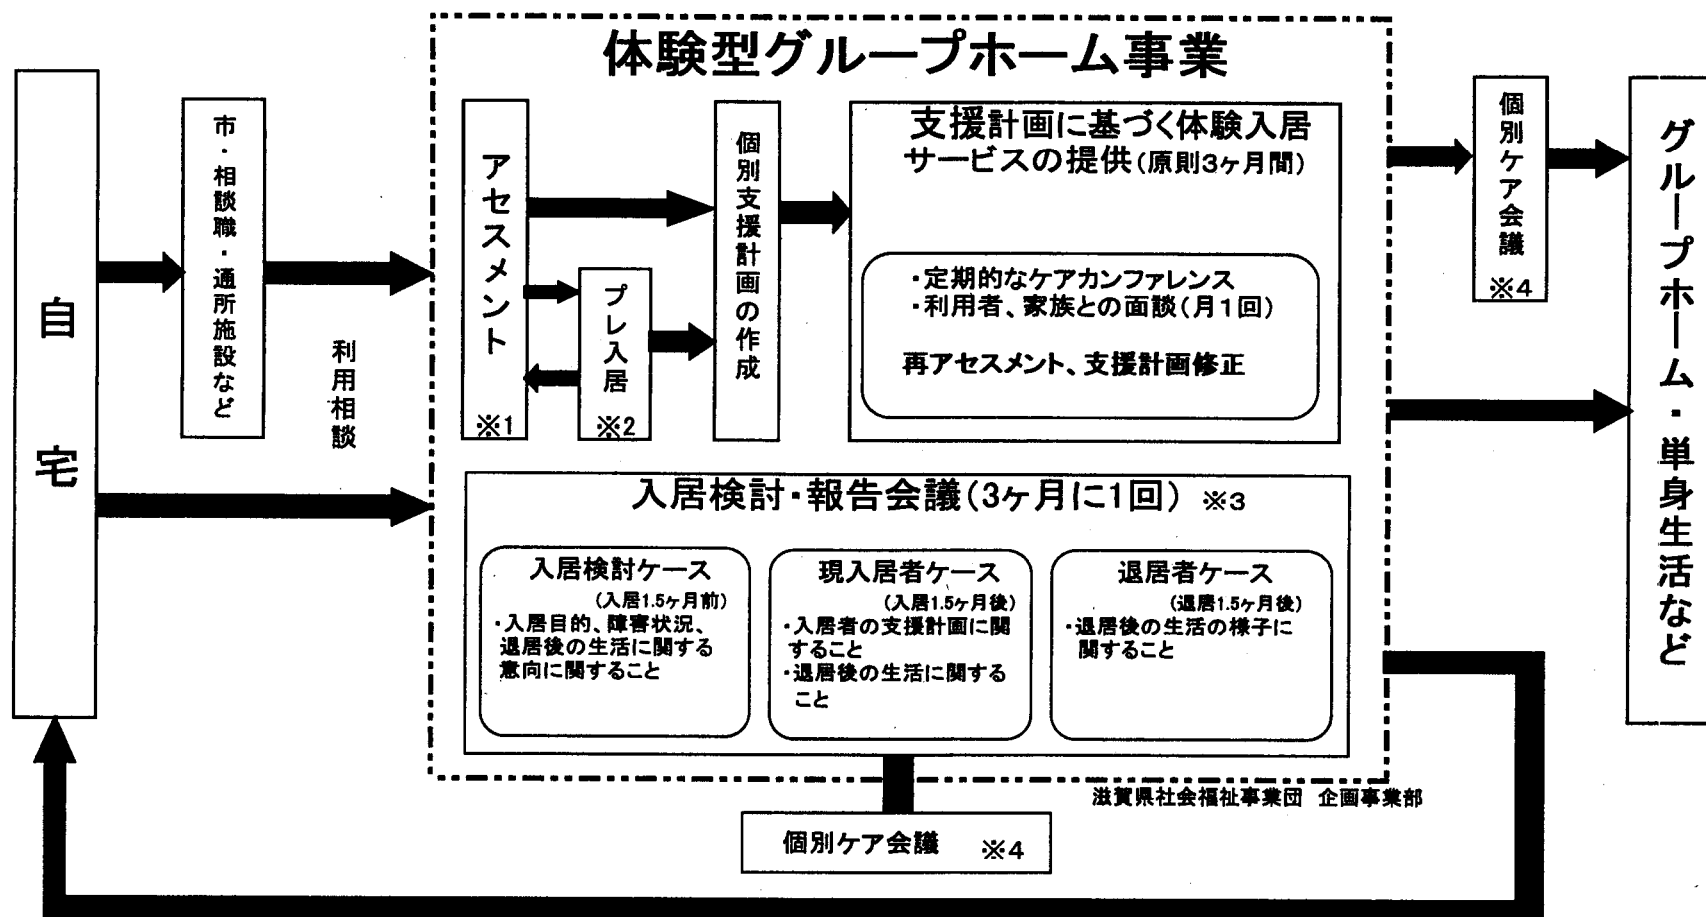 体験型グループホーム事業
自宅
市・相談職・通所施設など
利用相談
アセスメント
※1
プレ入居
※2
個別支援計画の作成
支援計画に基づく体験入居
サービスの提供(原則3ヶ月間)
・定期的なケアカンファレンス
・利用者、家族との面談(月1回)
再アセスメント、支援計画修正
個別ケア会議
※4
グループホーム・単身生活など
入居検討・報告会議(3ヶ月に1回) ※3
入居検討ケース
(入居1.5ヶ月前)
・入居目的、障害状況、
退居後の生活に関する
意向に関すること
現入居者ケース
(入居1.5ヶ月後)
・入居者の支援計画に関
すること
・退居後の生活に関する
こと
退居者ケース
(退居1.5ヶ月後)
・退居後の生活の様子に
関すること
滋賀県社会福祉事業団 企画事業部
個別ケア会議 ※4